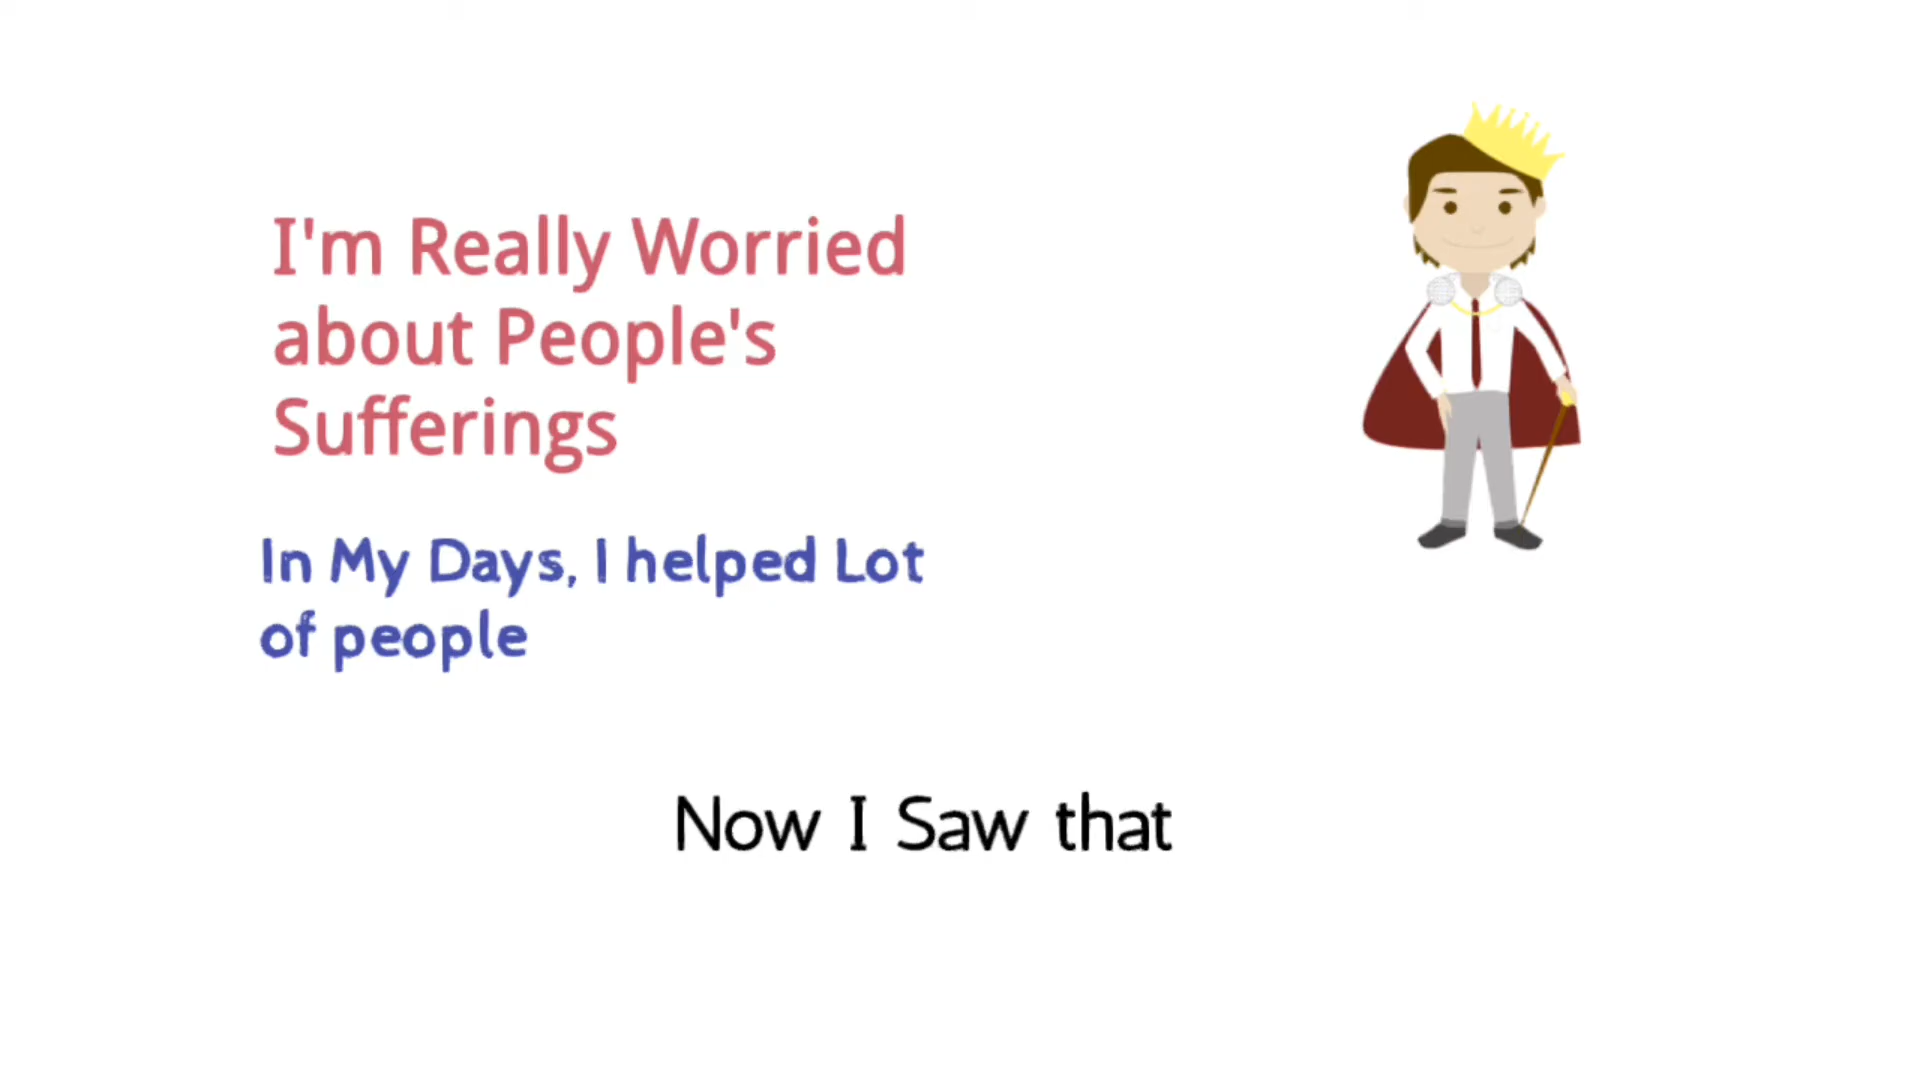 I'm Really Worried
about People's
Sufferings
In My Days, I helped Lot
of people
Now I Saw that